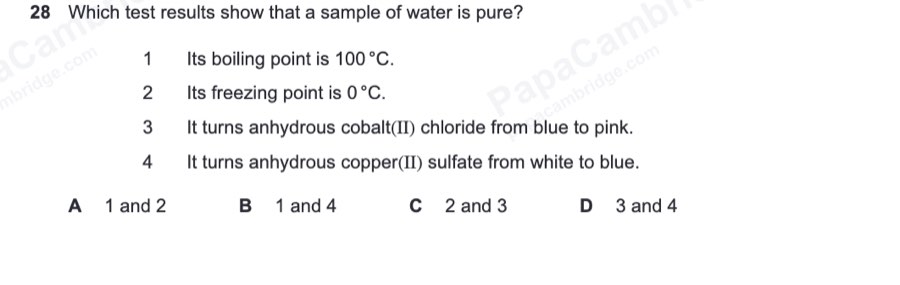 28 Which test results show that a sample of water is pure?
1 Its boiling point is 100 °C.
2 Its freezing point is 0 °C.
3 It turns anhydrous cobalt(II) chloride from blue to pink.
4 It turns anhydrous copper(II) sulfate from white to blue.
A 1 and 2 B 1 and 4 C 2 and 3 D 3 and 4